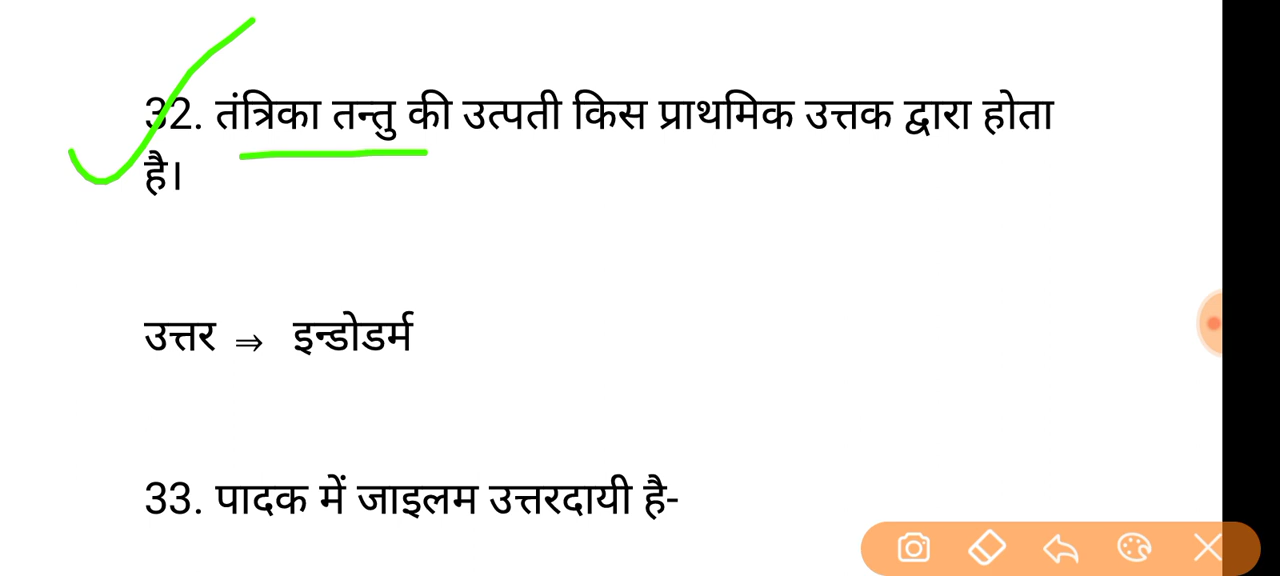 32. तंत्रिका तन्तु की उत्पती किस प्राथमिक उत्तक द्वारा होता
है।
उत्तर ⇒ इन्डोडर्म
33. पादक में जाइलम उत्तरदायी है-